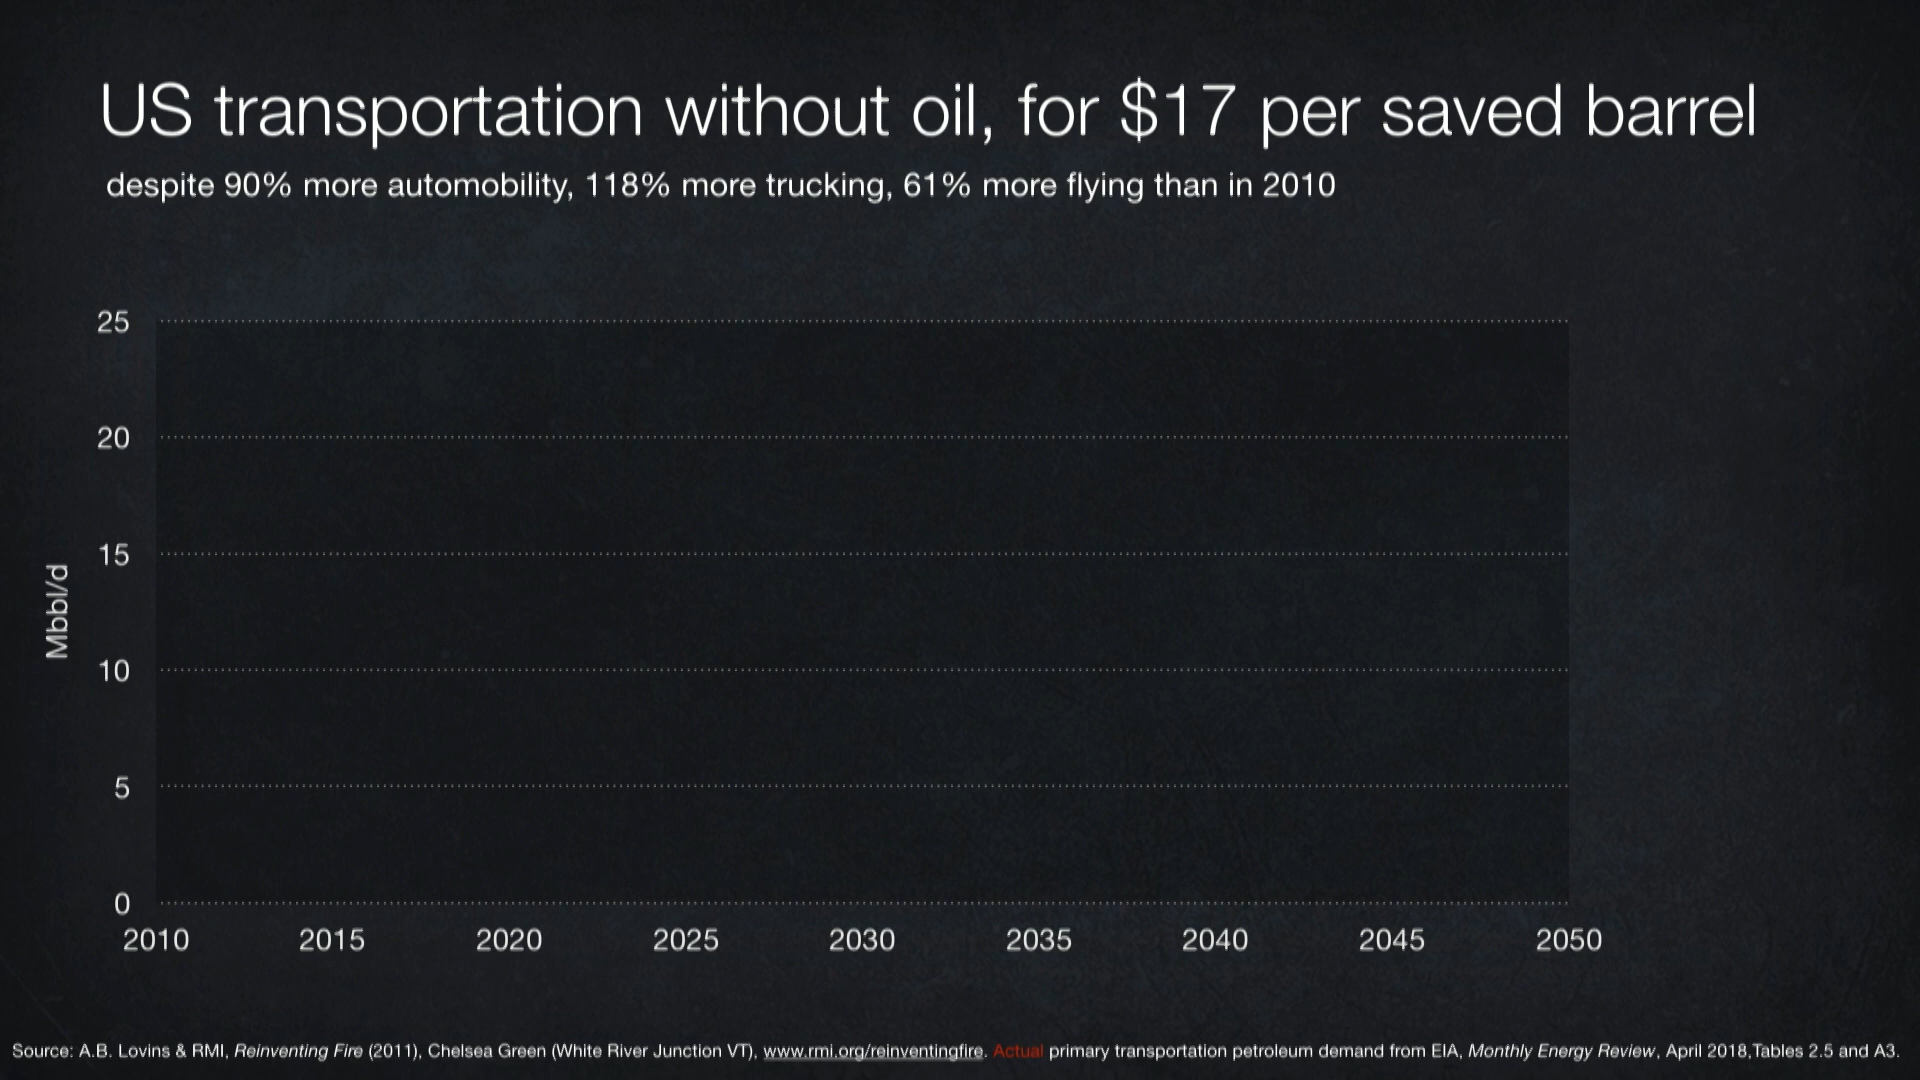 US transportation without oil, for $17 per saved barrel
despite 90% more automobility, 118% more trucking, 61% more flying than in 2010
25
20
15
10
5
0
Mbbl/d
2010 2015 2020 2025 2030 2035 2040 2045 2050
Source: A.B. Lovins & RMI, Reinventing Fire (2011), Chelsea Green (White River Junction VT), www.rmi.org/reinventingfire. Actual primary transportation petroleum demand from EIA, Monthly Energy Review, April 2018,Tables 2.5 and A3.